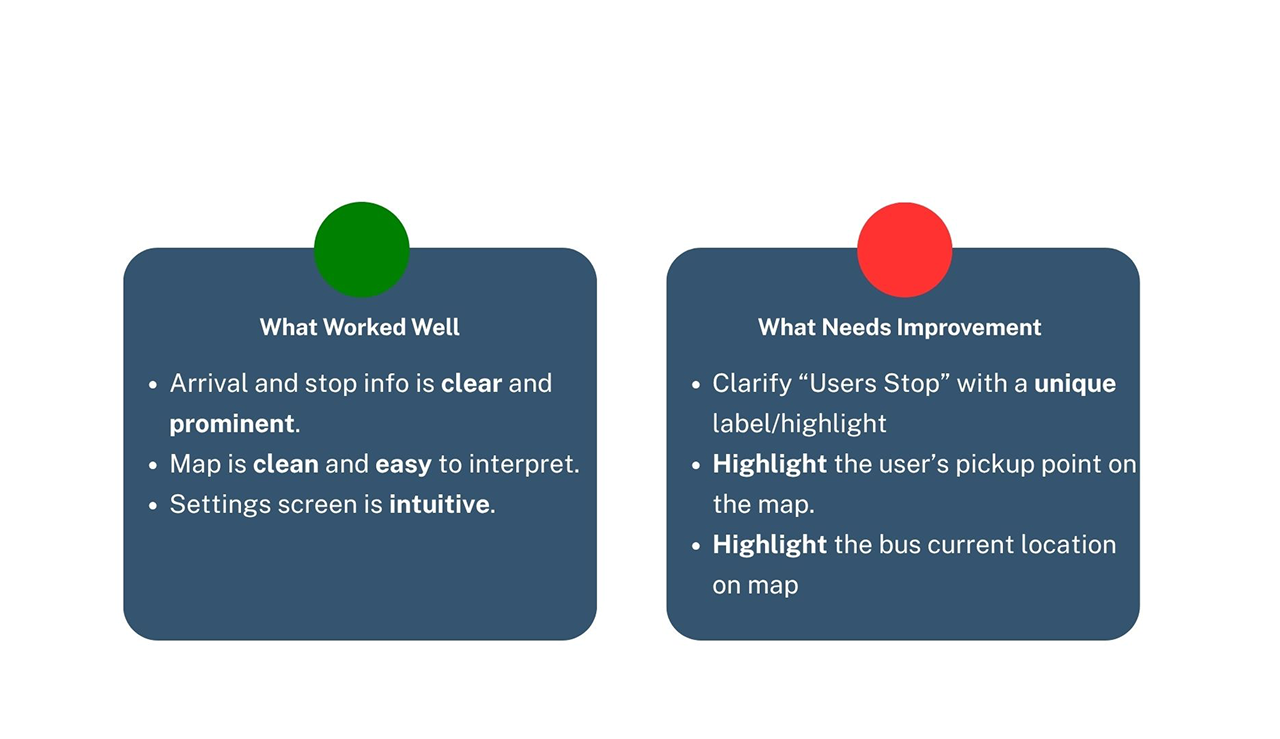 What Worked Well
• Arrival and stop info is clear and
prominent.
• Map is clean and easy to interpret.
• Settings screen is intuitive.
What Needs Improvement
• Clarify “Users Stop” with a unique
label/highlight
• Highlight the user’s pickup point on
the map.
• Highlight the bus current location
on map